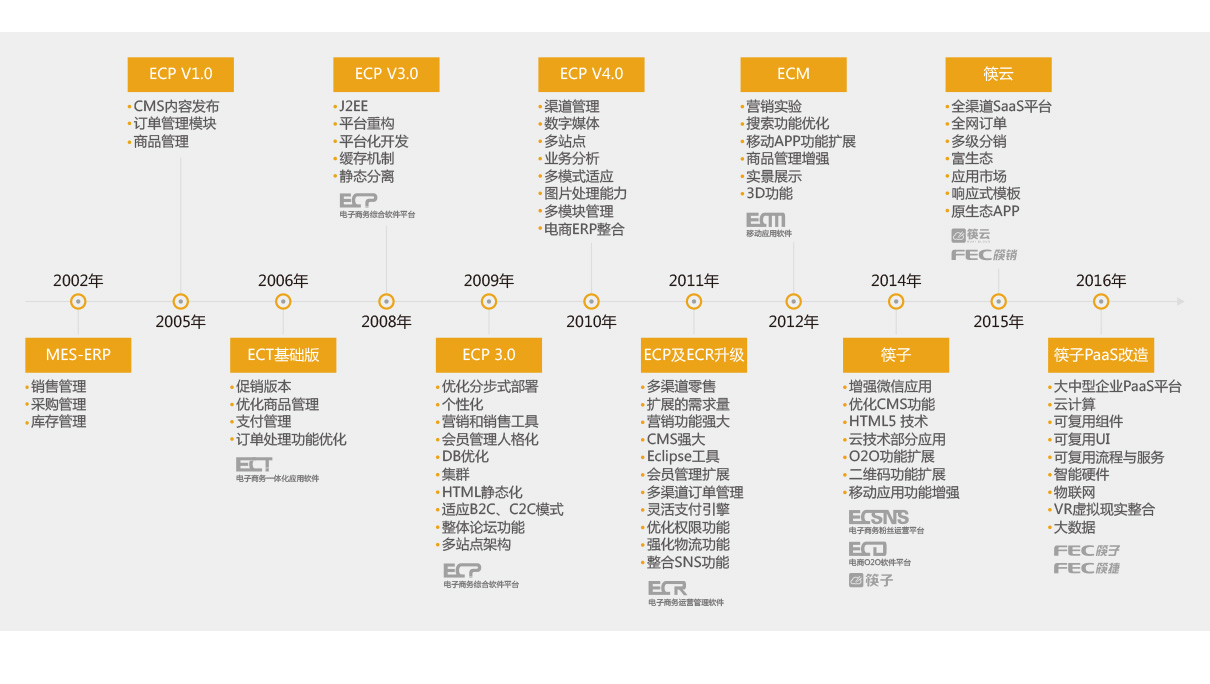 ECP V1.0
CMS内容发布
订单管理模块
商品管理
ECP V3.0
J2EE
平台重构
平台化开发
缓存机制
静态分离
ECP
电子商务综合软件平台
ECP V4.0
渠道管理
数字媒体
多站点
业务分析
多模式适应
图片处理能力
多模块管理
电商ERP整合
ECM
营销实验
搜索功能优化
移动APP功能扩展
商品管理增强
实景展示
3D功能
ECM
移动应用软件
筷云
全渠道SaaS平台
全网订单
多级分销
富生态
应用市场
响应式模板
原生态APP
筷云
FEC筷销
2002年
2005年
2006年
2008年
2009年
2010年
2011年
2012年
2014年
2015年
2016年
MES-ERP
销售管理
采购管理
库存管理
ECT基础版
促销版本
优化商品管理
支付管理
订单处理功能优化
ECT
电子商务一体化应用软件
ECP 3.0
优化分步式部署
个性化
营销和销售工具
会员管理人格化
DB优化
集群
HTML静态化
适应B2C、C2C模式
整体论坛功能
多站点架构
ECP
电子商务综合软件平台
ECP及ECR升级
多渠道零售
扩展的需求量
营销功能强大
CMS强大
Eclipse工具
会员管理扩展
多渠道订单管理
灵活支付引擎
优化权限功能
强化物流功能
整合SNS功能
ECR
电子商务运营管理软件
筷子
增强微信应用
优化CMS功能
HTML5 技术
云技术部分应用
O2O功能扩展
二维码功能扩展
移动应用功能增强
ECSNS
电子商务粉丝运营平台
ECO
电商O2O软件平台
筷子
筷子PaaS改造
大中型企业PaaS平台
云计算
可复用组件
可复用UI
可复用流程与服务
智能硬件
物联网
VR虚拟现实整合
大数据
FEC筷子
FEC筷捷